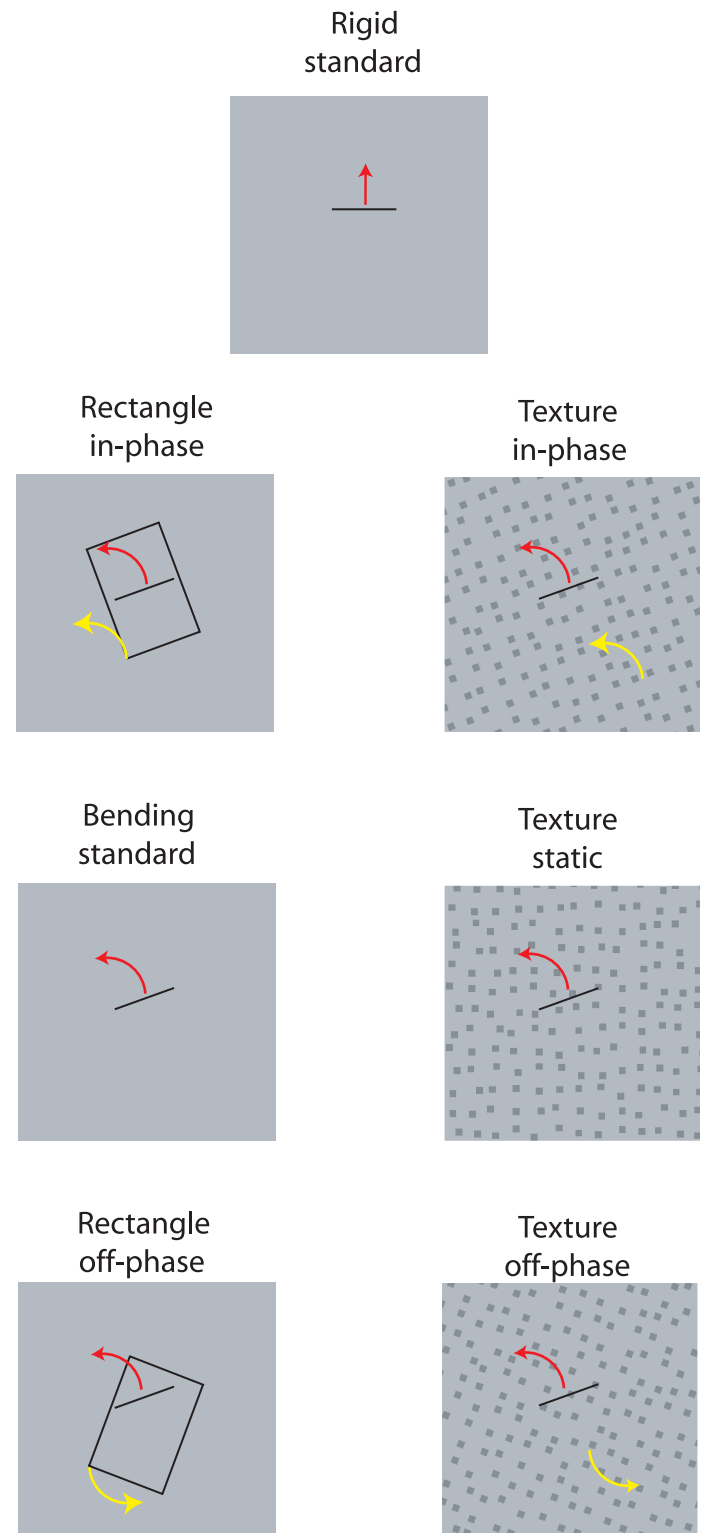 Rigid
standard
Rectangle
in-phase
Texture
in-phase
Bending
standard
Texture
static
Rectangle
off-phase
Texture
off-phase